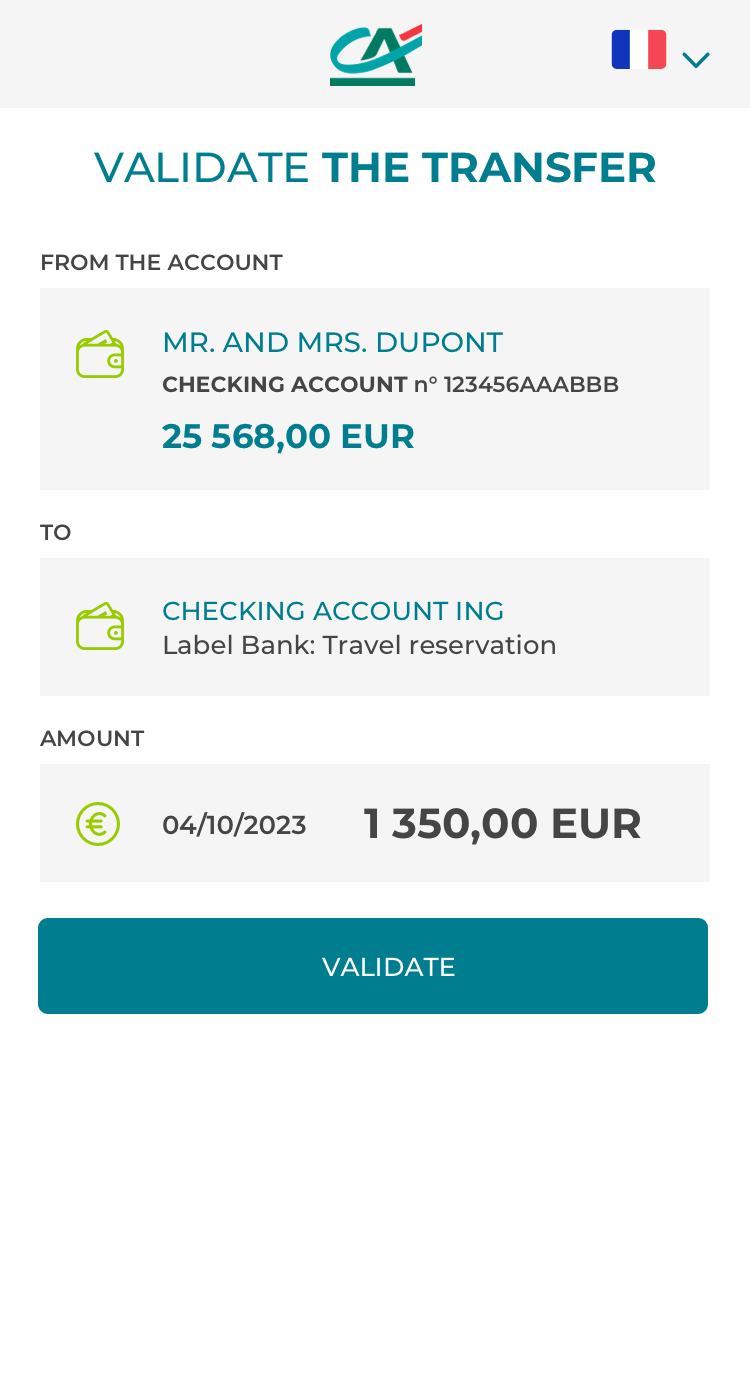 CA
VALIDATE THE TRANSFER
FROM THE ACCOUNT
MR. AND MRS. DUPONT
CHECKING ACCOUNT n° 123456AAABBB
25 568,00 EUR
TO
CHECKING ACCOUNT ING
Label Bank: Travel reservation
AMOUNT
€ 04/10/2023 1 350,00 EUR
VALIDATE